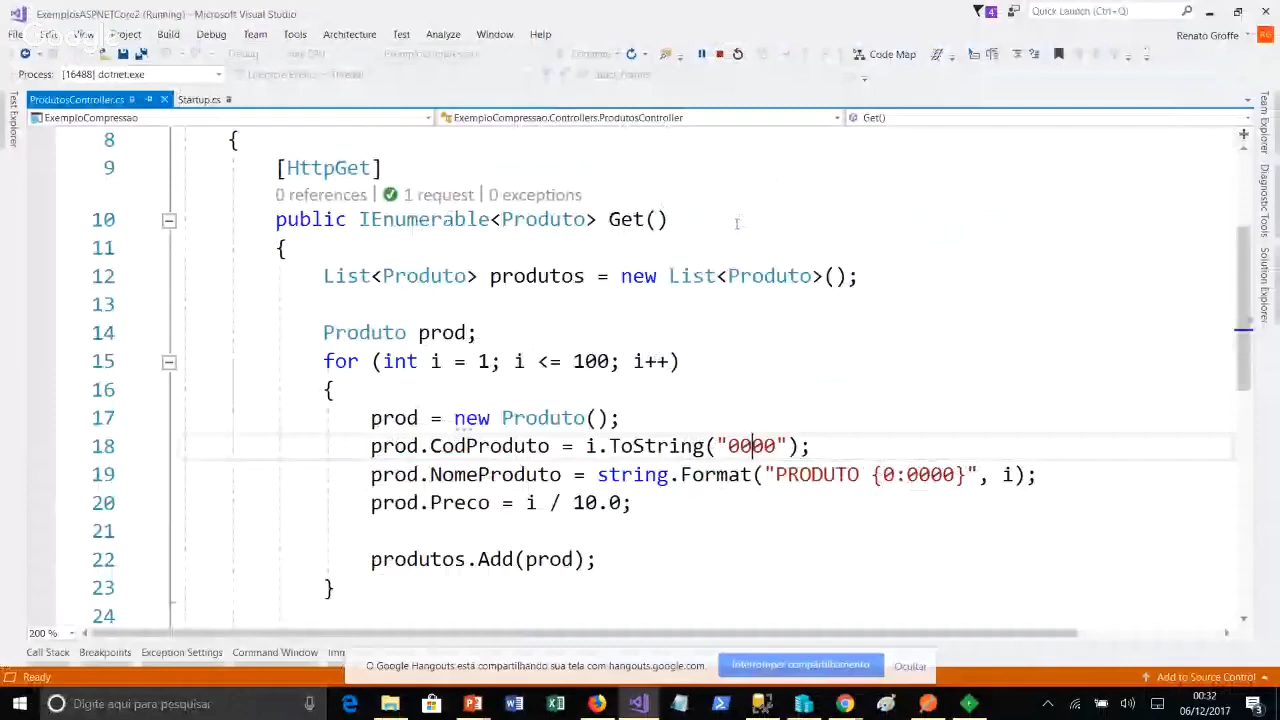 ExemplosASPNETCore2 (Running) - Microsoft Visual Studio
4
Quick Launch (Ctrl+Q)
File Edit View Project Build Debug Team Tools Architecture Test Analyze Window Help
Renato Groffe
Code Map
Process: [16488] dotnet.exe
ProdutosController.cs
Startup.cs
ExemploCompressao
ExemploCompressao.Controllers.ProdutosController
Get()
8 {
9 [HttpGet]
0 references | 1 request | 0 exceptions
10 public IEnumerable<Produto> Get()
11 {
12 List<Produto> produtos = new List<Produto>();
13
14 Produto prod;
15 for (int i = 1; i <= 100; i++)
16 {
17 prod = new Produto();
18 prod.CodProduto = i.ToString("0000");
19 prod.NomeProduto = string.Format("PRODUTO {0:0000}", i);
20 prod.Preco = i / 10.0;
21
22 produtos.Add(prod);
23 }
24
200 %
Test Explorer
Team Explorer
Diagnostic Tools
Solution Explorer
Call Stack Breakpoints Exception Settings Command Window Imm
O Google Hangouts está compartilhando sua tela com hangouts.google.com.
Interromper compartilhamento
Ocultar
Ready
Add to Source Control
Digite aqui para pesquisar
00:32
06/12/2017
3